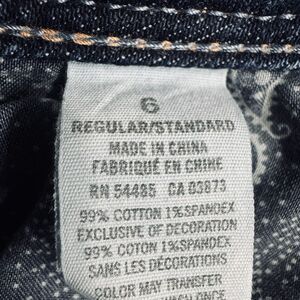 6
REGULAR/STANDARD
MADE IN CHINA
FABRIQUÉ EN CHINE
RN 54485 CA 03873
99% COTTON 1% SPANDEX
EXCLUSIVE OF DECORATION
99% COTON 1% SPANDEX
SANS LES DÉCORATIONS
COLOR MAY TRANSFER